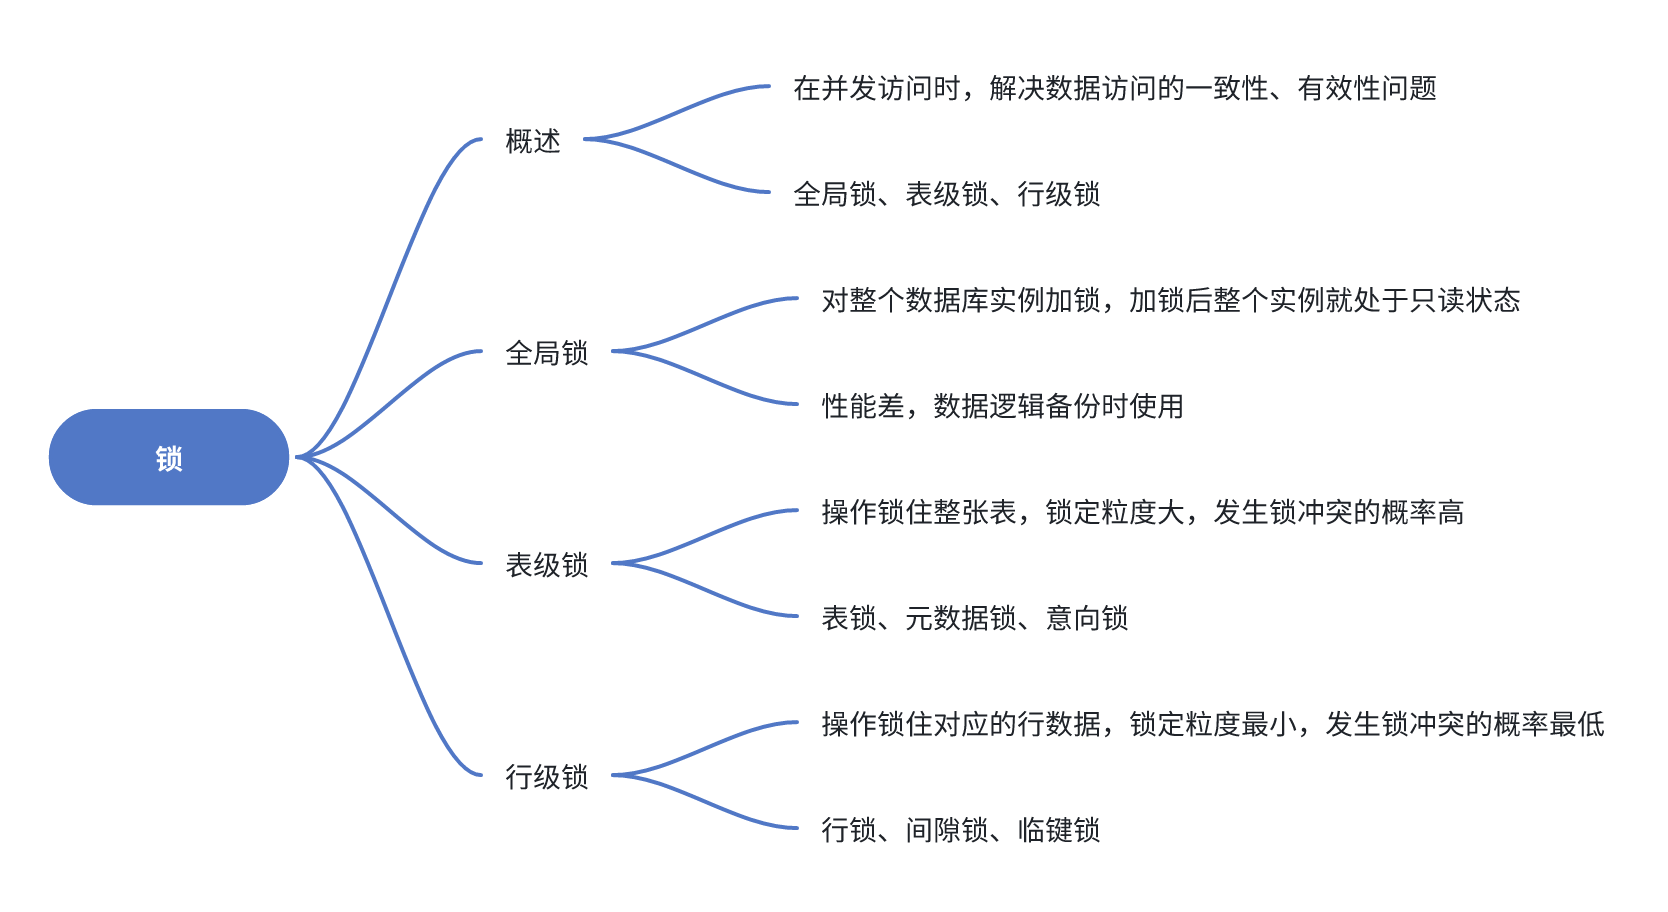 锁
概述
在并发访问时，解决数据访问的一致性、有效性问题
全局锁、表级锁、行级锁
全局锁
对整个数据库实例加锁，加锁后整个实例就处于只读状态
性能差，数据逻辑备份时使用
表级锁
操作锁住整张表，锁定粒度大，发生锁冲突的概率高
表锁、元数据锁、意向锁
行级锁
操作锁住对应的行数据，锁定粒度最小，发生锁冲突的概率最低
行锁、间隙锁、临键锁